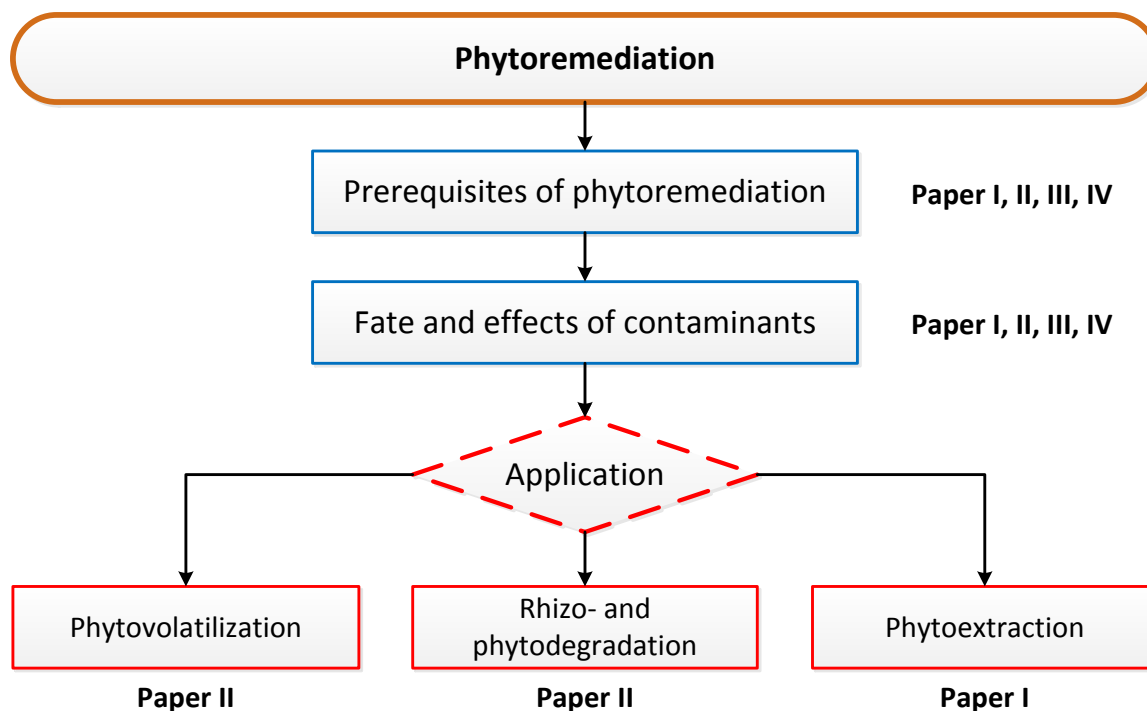 Phytoremediation
Prerequisites of phytoremediation
Paper I, II, III, IV
Fate and effects of contaminants
Paper I, II, III, IV
Application
Phytovolatilization
Rhizo- and
phytodegradation
Phytoextraction
Paper II
Paper II
Paper I